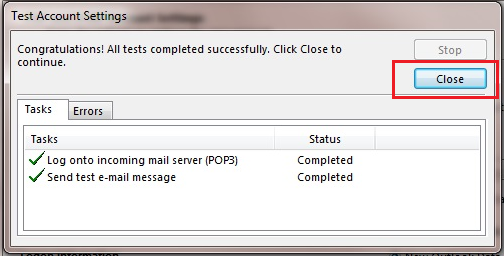 Test Account Settings
Congratulations! All tests completed successfully. Click Close to
continue.
Stop
Close
Tasks Errors
Tasks Status
Log onto incoming mail server (POP3) Completed
Send test e-mail message Completed